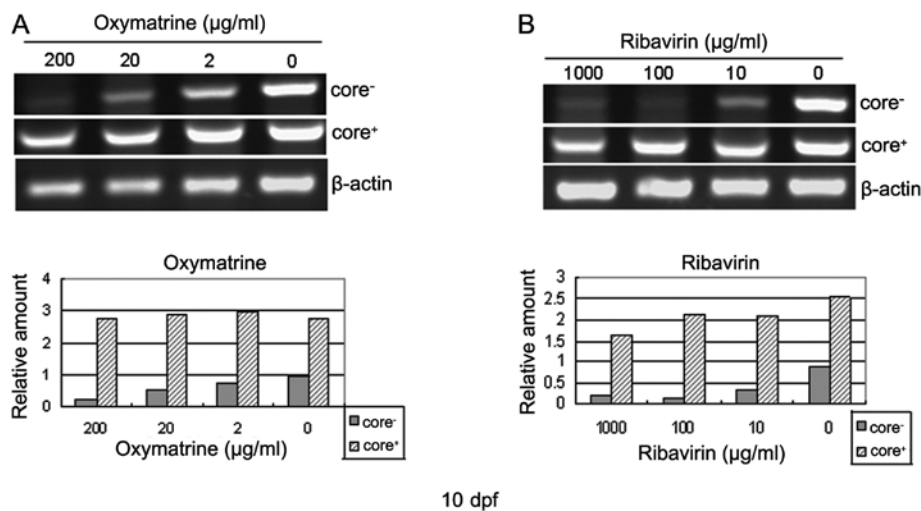 A
Oxymatrine (µg/ml)
200 20 2 0
core⁻
core⁺
β-actin
Oxymatrine
Relative amount
4
3
2
1
0
200 20 2 0
Oxymatrine (µg/ml)
core⁻
core⁺
B
Ribavirin (µg/ml)
1000 100 10 0
core⁻
core⁺
β-actin
Ribavirin
Relative amount
3
2.5
2
1.5
1
0.5
0
1000 100 10 0
Ribavirin (µg/ml)
core⁻
core⁺
10 dpf